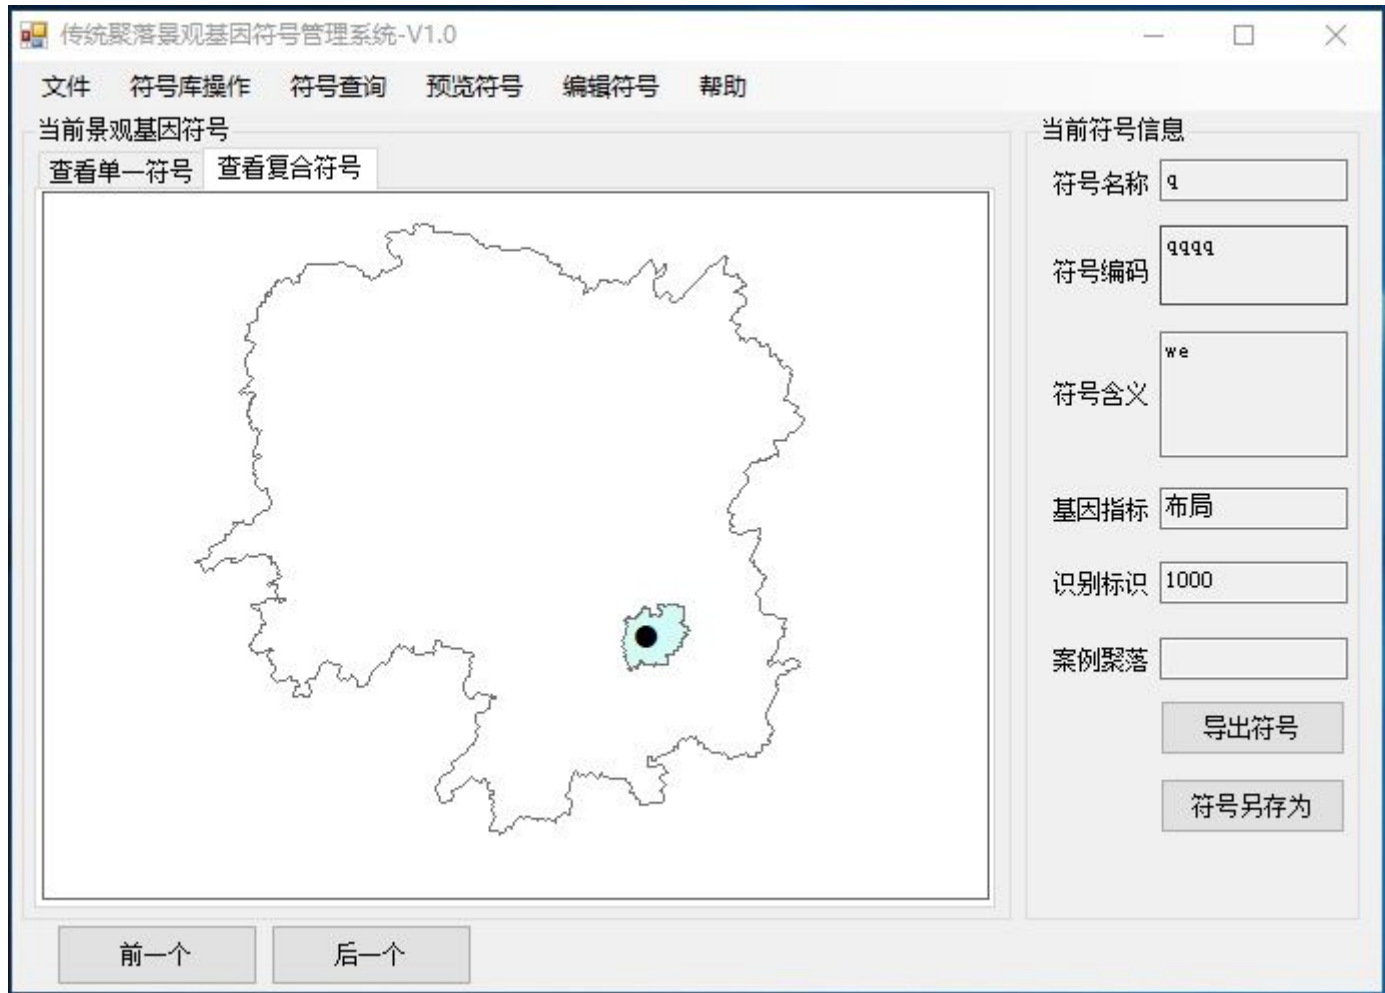 传统聚落景观基因符号管理系统-V1.0
文件 符号库操作 符号查询 预览符号 编辑符号 帮助
当前景观基因符号
查看单一符号 查看复合符号
当前符号信息
符号名称 q
符号编码 qqqq
符号含义 we
基因指标 布局
识别标识 1000
案例聚落
导出符号
符号另存为
前一个 后一个